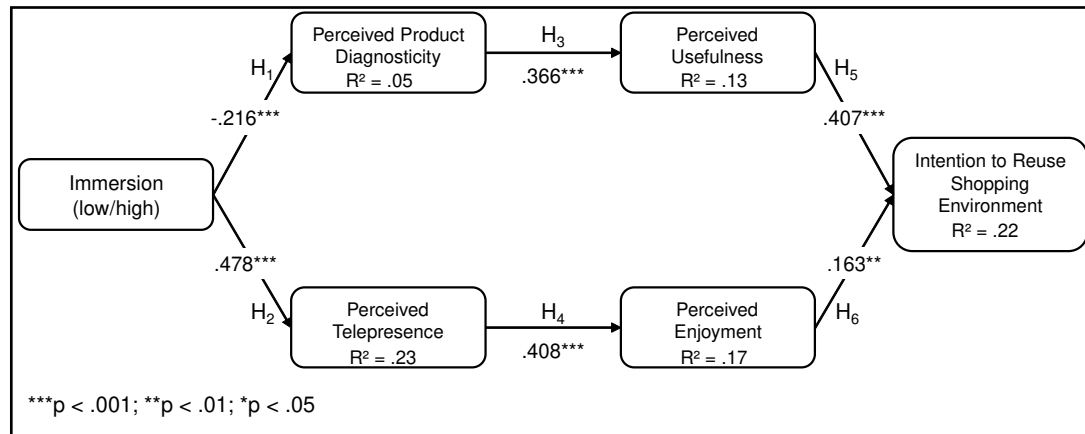 Perceived Product
Diagnosticity
R² = .05
H₃
.366***
Perceived
Usefulness
R² = .13
H₁
-.216***
H₅
.407***
Immersion
(low/high)
Intention to Reuse
Shopping
Environment
R² = .22
.478***
H₂
.163**
H₆
Perceived
Telepresence
R² = .23
H₄
.408***
Perceived
Enjoyment
R² = .17
***p < .001; **p < .01; *p < .05